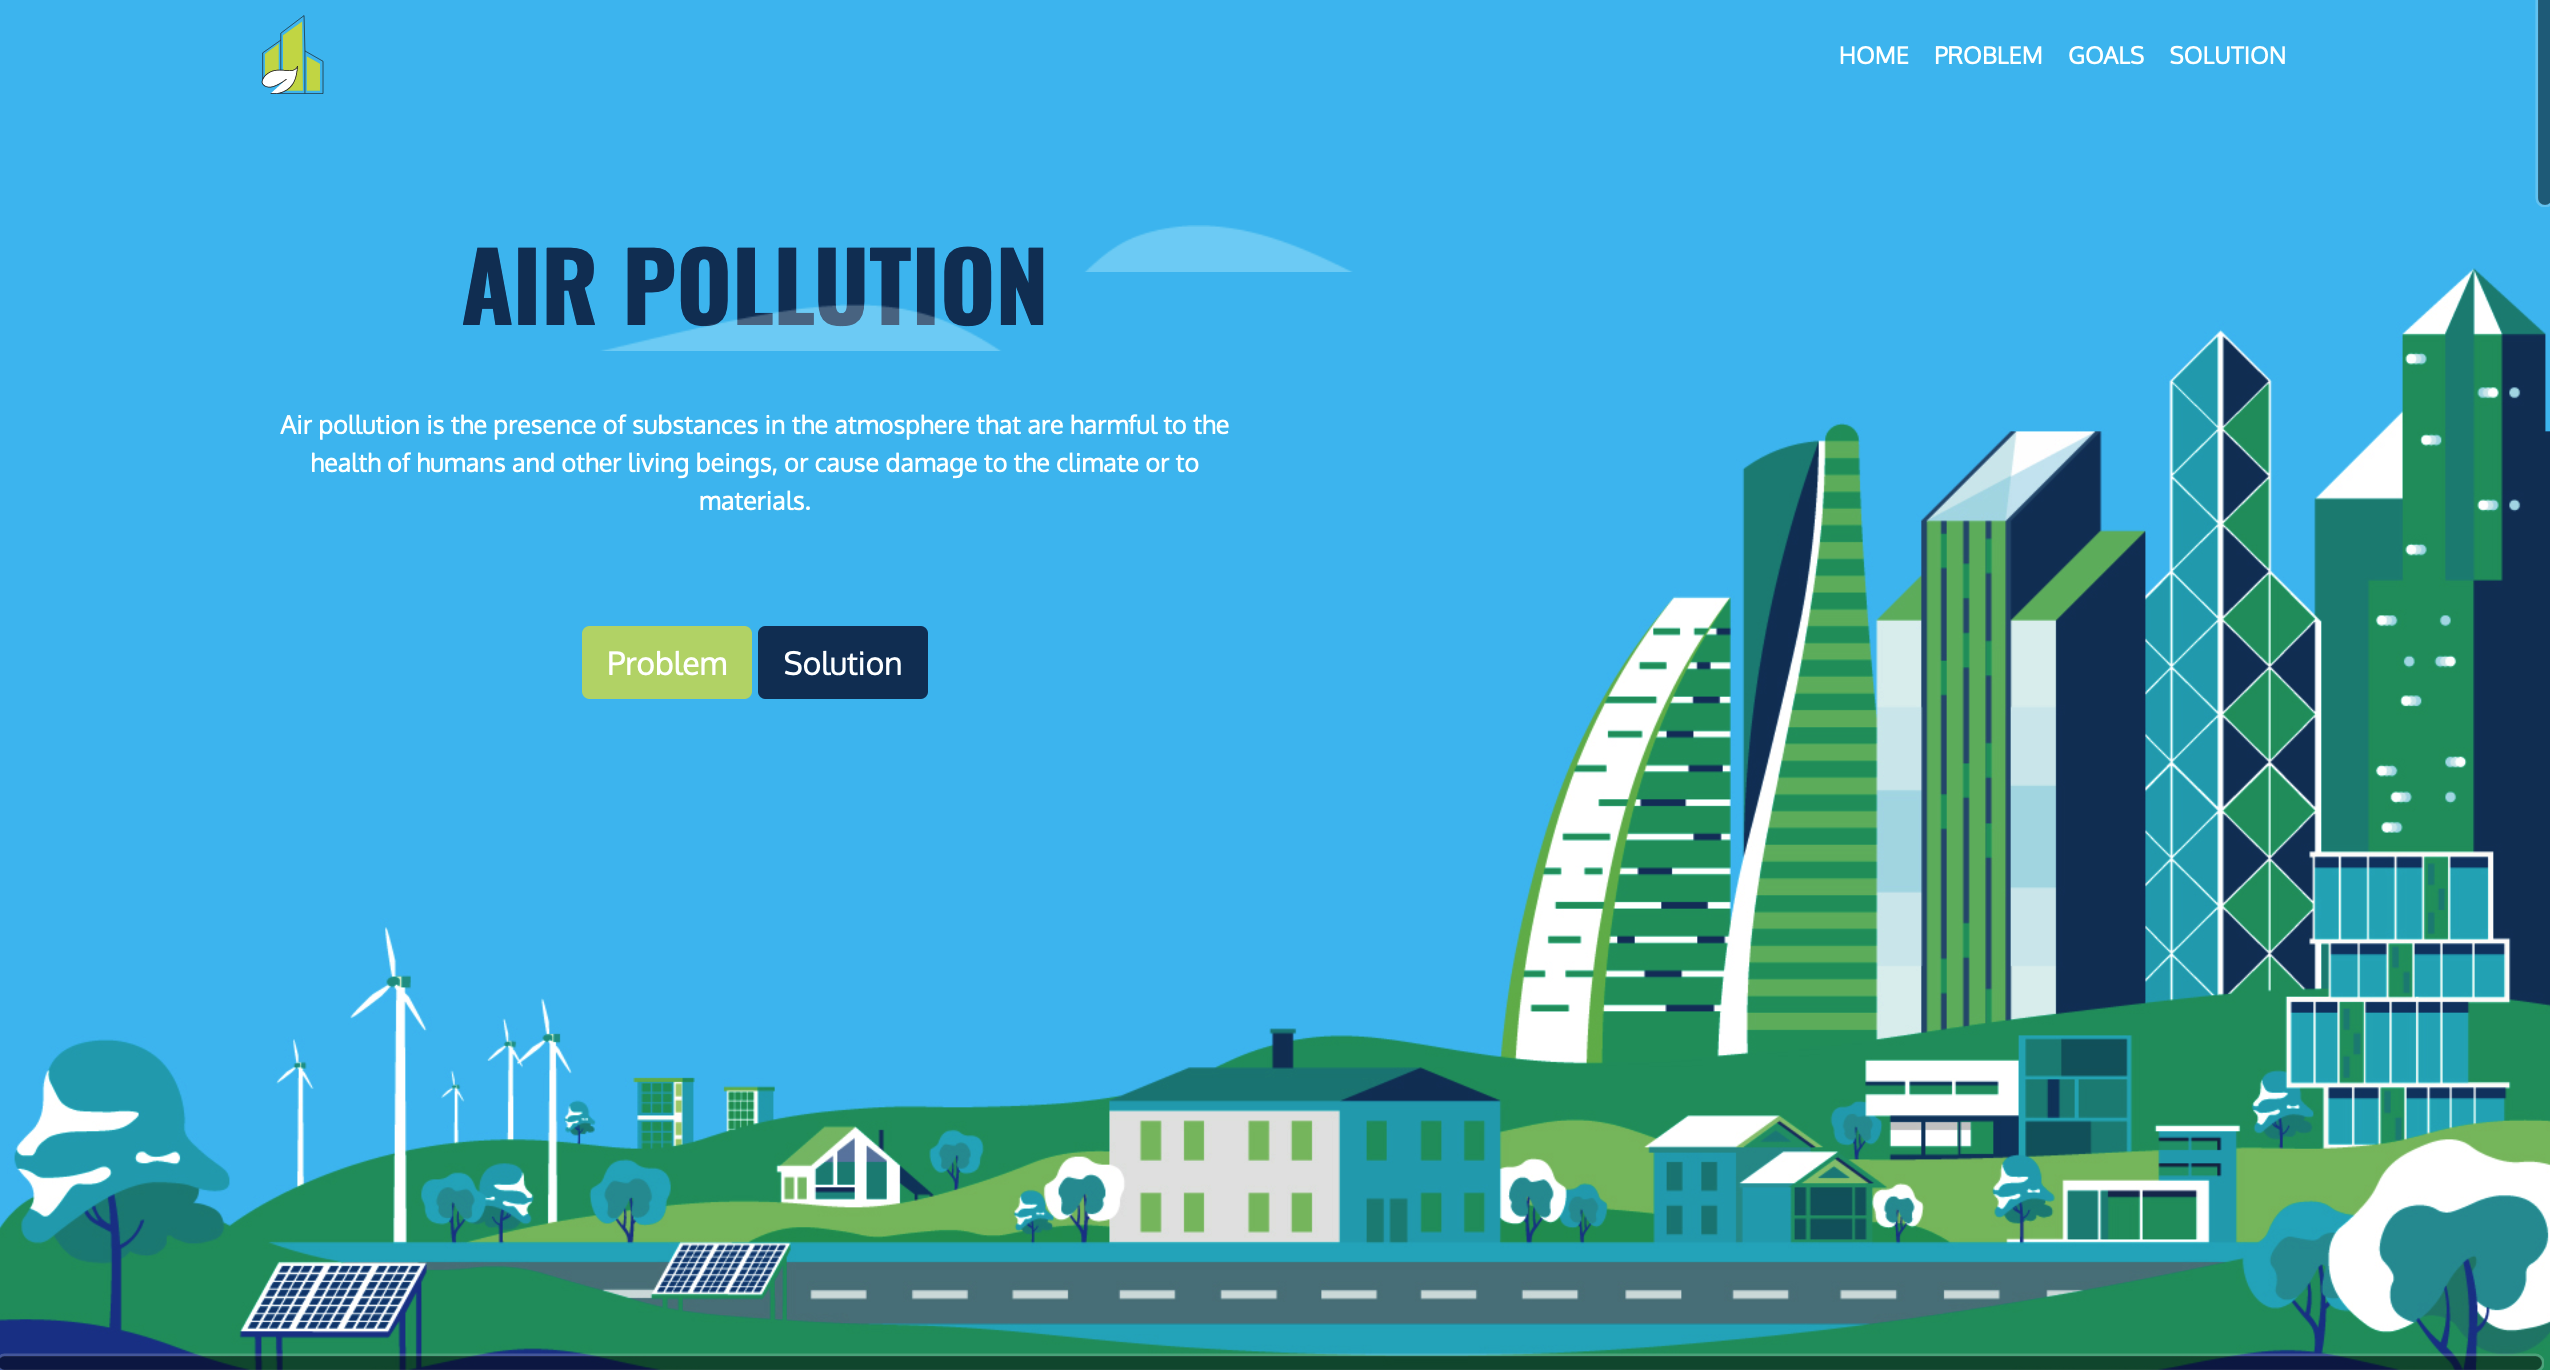 HOME PROBLEM GOALS SOLUTION
AIR POLLUTION
Air pollution is the presence of substances in the atmosphere that are harmful to the
health of humans and other living beings, or cause damage to the climate or to
materials.
Problem Solution